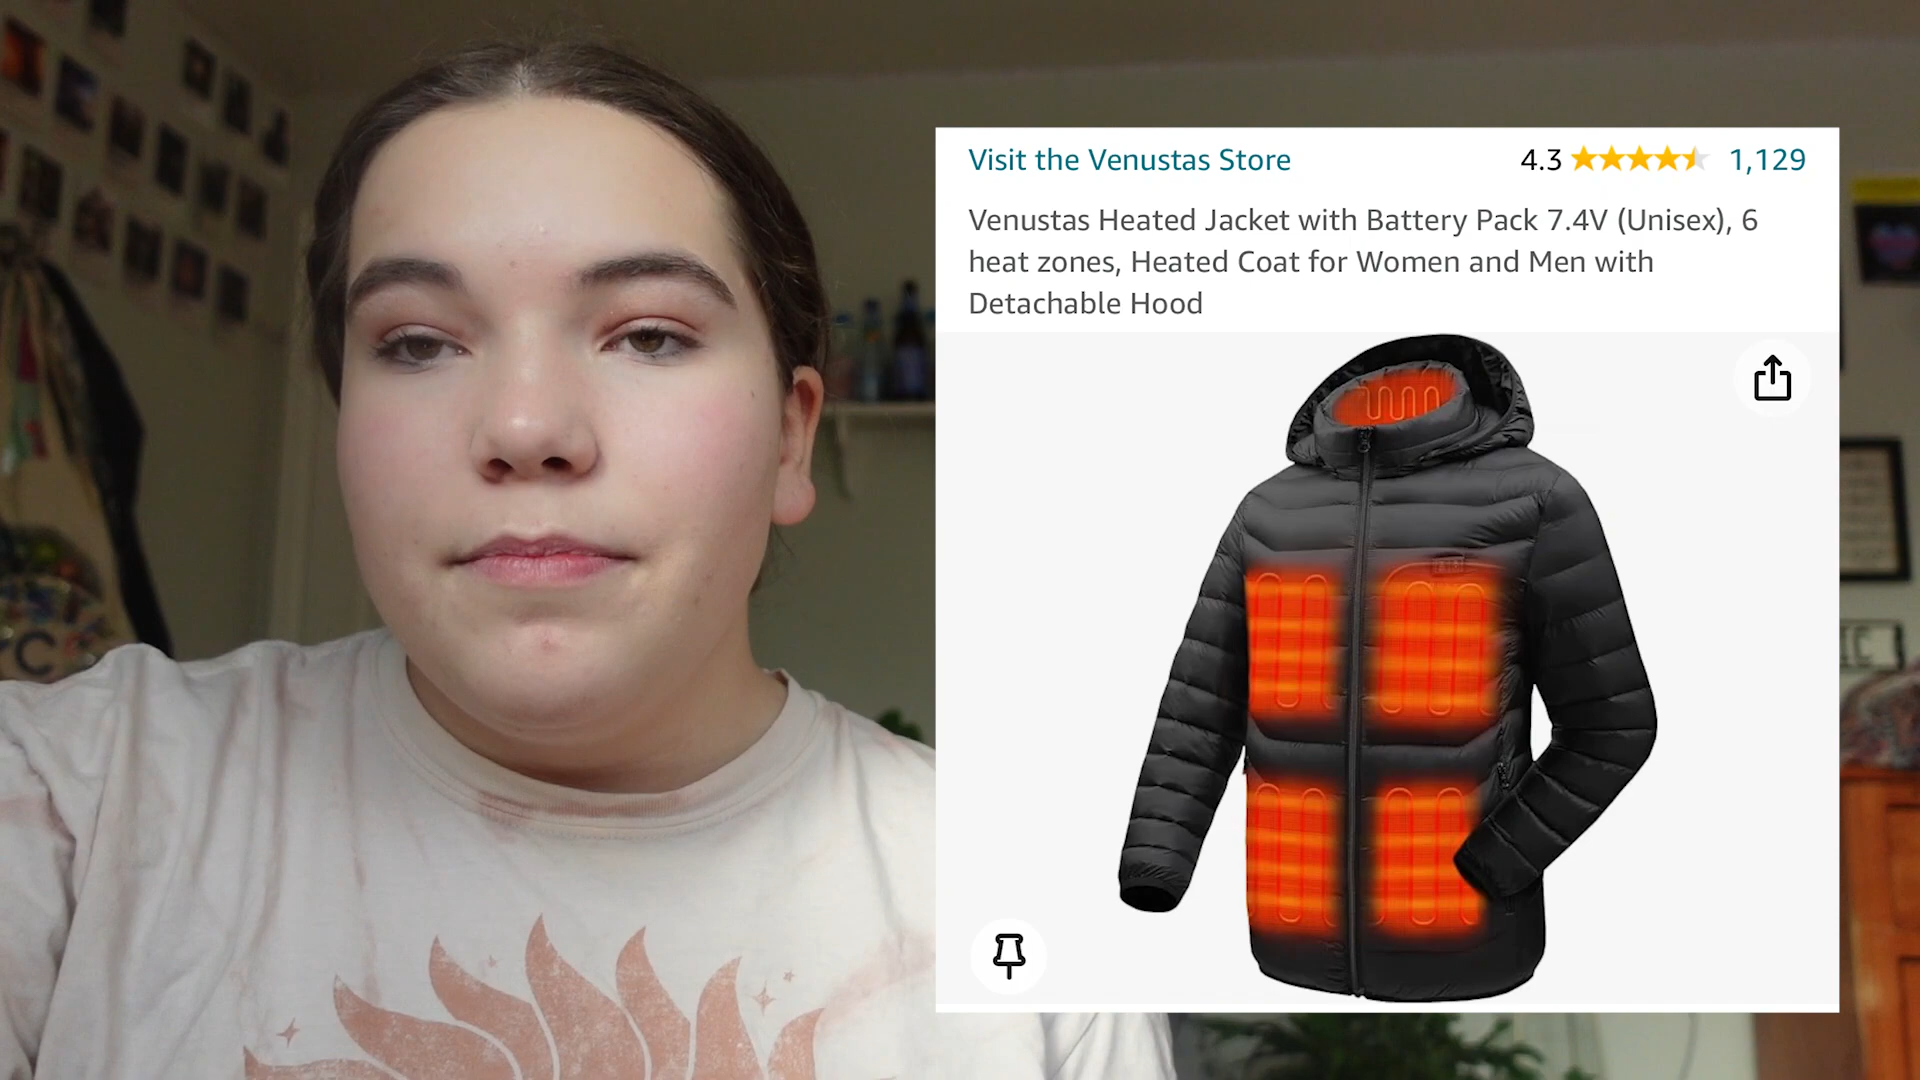 Visit the Venustas Store
4.3
1,129
Venustas Heated Jacket with Battery Pack 7.4V (Unisex), 6
heat zones, Heated Coat for Women and Men with
Detachable Hood